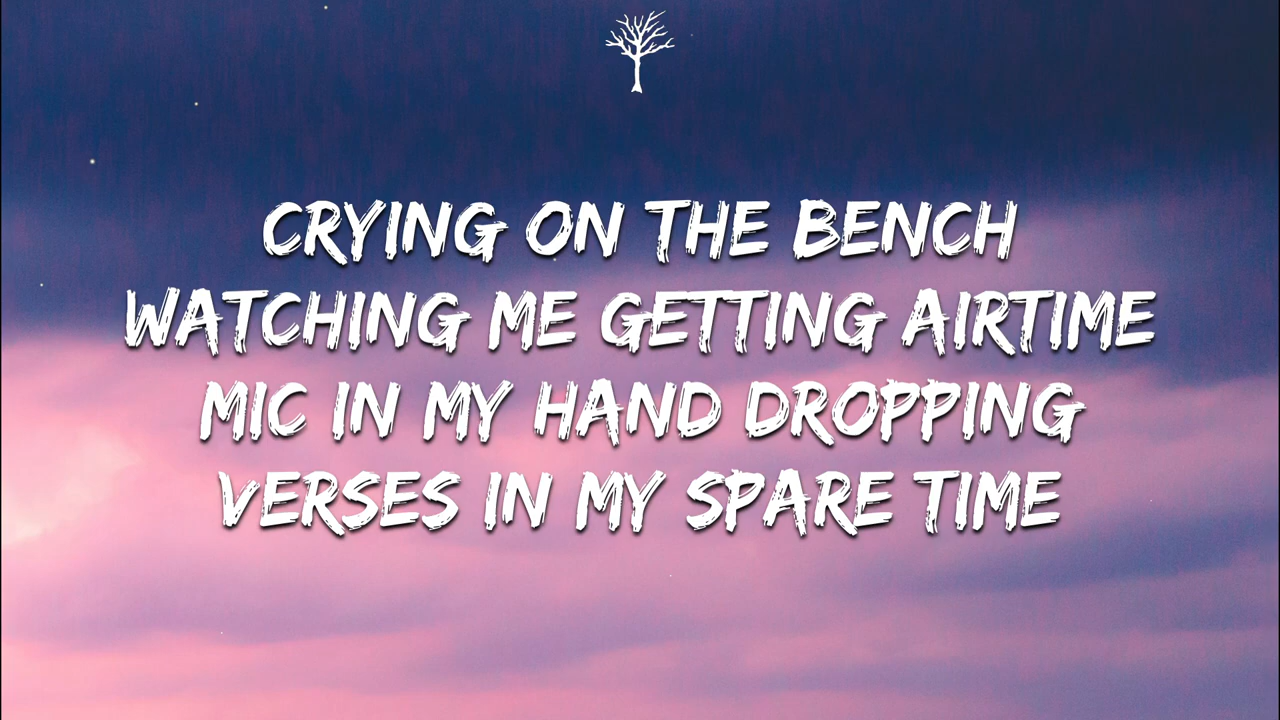 CRYING ON THE BENCH
WATCHING ME GETTING AIRTIME
MIC IN MY HAND DROPPING
VERSES IN MY SPARE TIME